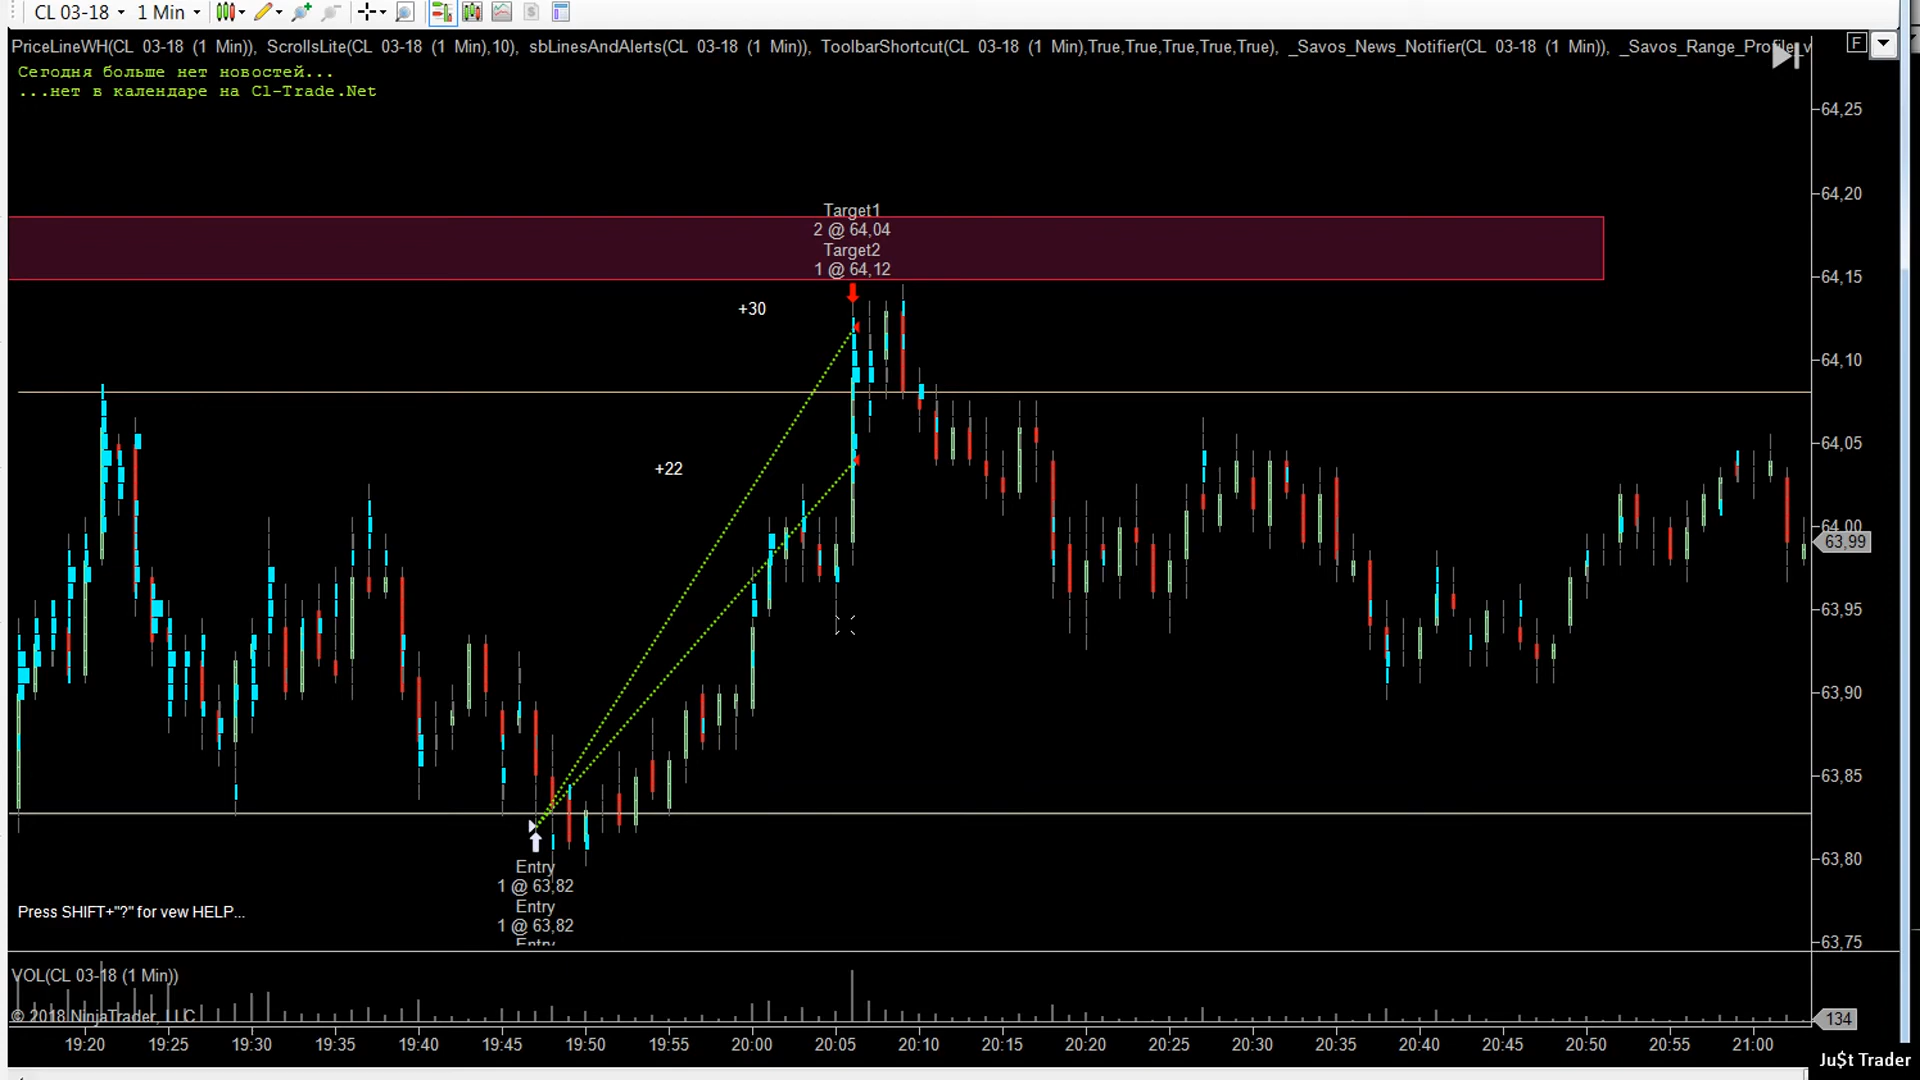 CL 03-18 1 Min
PriceLineWH(CL 03-18 (1 Min)), ScrollsLite(CL 03-18 (1 Min),10), sbLinesAndAlerts(CL 03-18 (1 Min)), ToolbarShortcut(CL 03-18 (1 Min),True,True,True,True,True), _Savos_News_Notifier(CL 03-18 (1 Min)), _Savos_Range_Profile_v
F
Сегодня больше нет новостей...
...нет в календаре на Cl-Trade.Net
64,25
64,20
Target1
2 @ 64,04
Target2
1 @ 64,12
64,15
+30
64,10
64,05
+22
64,00
63,99
63,95
63,90
63,85
63,80
Entry
1 @ 63,82
Entry
1 @ 63,82
Entry
Press SHIFT+"?" for vew HELP...
63,75
VOL(CL 03-18 (1 Min))
© 2018 NinjaTrader, LLC
134
19:20 19:25 19:30 19:35 19:40 19:45 19:50 19:55 20:00 20:05 20:10 20:15 20:20 20:25 20:30 20:35 20:40 20:45 20:50 20:55 21:00
Ju$t Trader